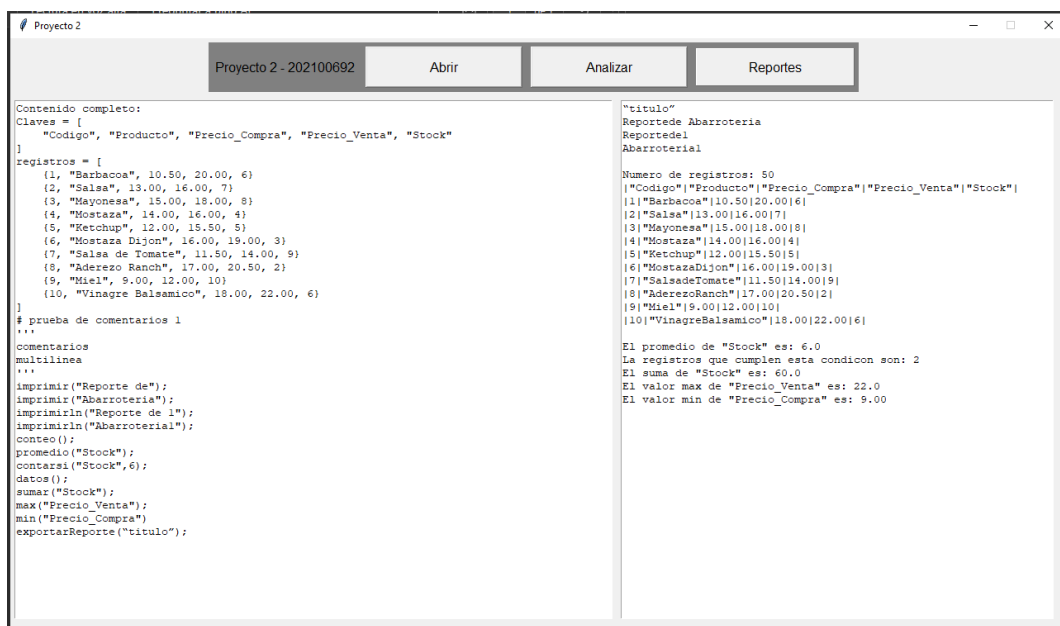 Proyecto 2
Proyecto 2 - 202100692
Abrir
Analizar
Reportes
Contenido completo:
Claves = [
    "Codigo", "Producto", "Precio_Compra", "Precio_Venta", "Stock"
]
registros = [
    {1, "Barbacoa", 10.50, 20.00, 6}
    {2, "Salsa", 13.00, 16.00, 7}
    {3, "Mayonesa", 15.00, 18.00, 8}
    {4, "Mostaza", 14.00, 16.00, 4}
    {5, "Ketchup", 12.00, 15.50, 5}
    {6, "Mostaza Dijon", 16.00, 19.00, 3}
    {7, "Salsa de Tomate", 11.50, 14.00, 9}
    {8, "Aderezo Ranch", 17.00, 20.50, 2}
    {9, "Miel", 9.00, 12.00, 10}
    {10, "Vinagre Balsamico", 18.00, 22.00, 6}
]
# prueba de comentarios 1
'''
comentarios
multilinea
'''
imprimir("Reporte de");
imprimir("Abarroteria");
imprimirln("Reporte de 1");
imprimirln("Abarroteria1");
conteo();
promedio("Stock");
contarsi("Stock",6);
datos();
sumar("Stock");
max("Precio_Venta");
min("Precio_Compra")
exportarReporte(“titulo”);
“titulo”
Reportede Abarroteria
Reportede1
Abarroteria1
Numero de registros: 50
|"Codigo"|"Producto"|"Precio_Compra"|"Precio_Venta"|"Stock"|
|1|"Barbacoa"|10.50|20.00|6|
|2|"Salsa"|13.00|16.00|7|
|3|"Mayonesa"|15.00|18.00|8|
|4|"Mostaza"|14.00|16.00|4|
|5|"Ketchup"|12.00|15.50|5|
|6|"MostazaDijon"|16.00|19.00|3|
|7|"SalsadeTomate"|11.50|14.00|9|
|8|"AderezoRanch"|17.00|20.50|2|
|9|"Miel"|9.00|12.00|10|
|10|"VinagreBalsamico"|18.00|22.00|6|
El promedio de "Stock" es: 6.0
La registros que cumplen esta condicon son: 2
El suma de "Stock" es: 60.0
El valor max de "Precio_Venta" es: 22.0
El valor min de "Precio_Compra" es: 9.00